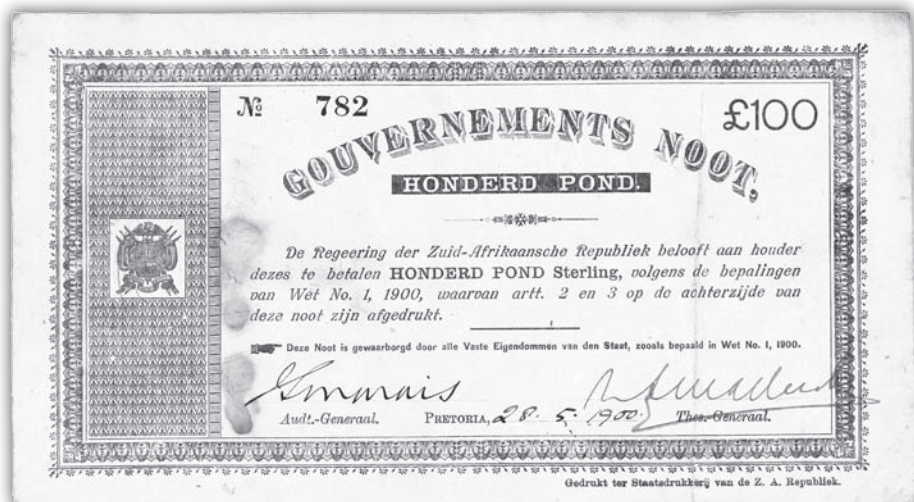 № 782 £100
GOUVERNEMENTS NOOT,
HONDERD POND.
De Regeering der Zuid-Afrikaansche Republiek belooft aan houder
dezes te betalen HONDERD POND Sterling, volgens de bepalingen
van Wet No. 1, 1900, waarvan artt. 2 en 3 op de achterzijde van
deze noot zijn afgedrukt.
Deze Noot is gewaarborgd door alle Vaste Eigendommen van den Staat, zooals bepaald in Wet No. 1, 1900.
Audt.-Generaal. PRETORIA, 28. 5. 1900. Thes.-Generaal.
Gedrukt ter Staatsdrukkerij van de Z. A. Republiek.